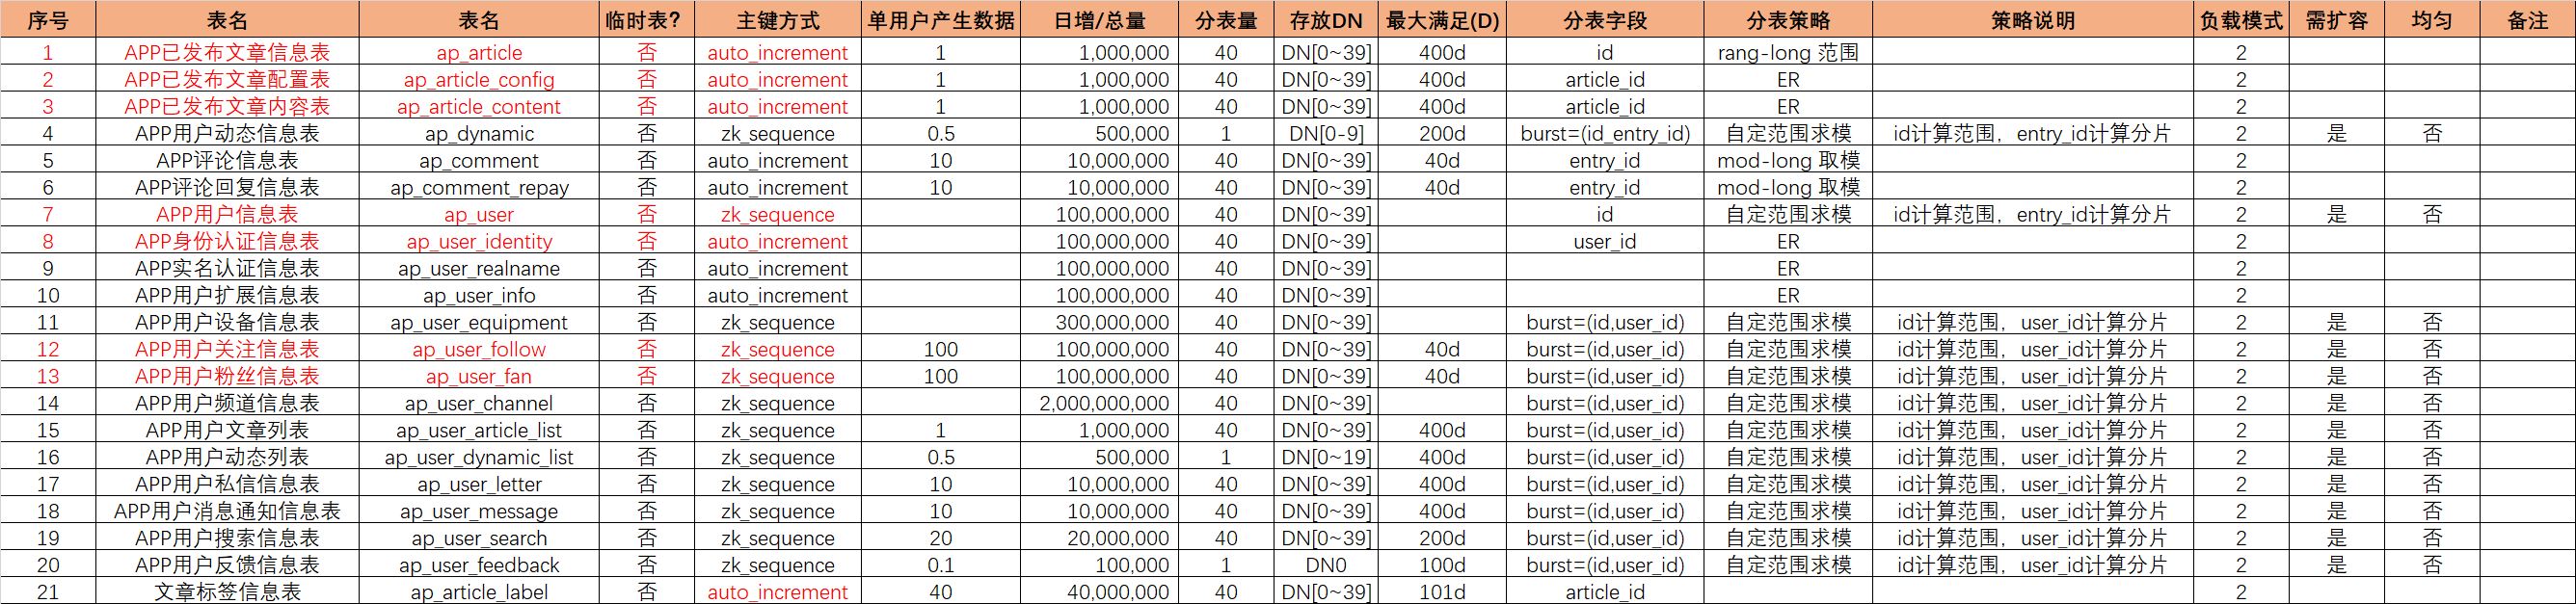 序号 表名 表名 临时表? 主键方式 单用户产生数据 日增/总量 分表量 存放DN 最大满足(D) 分表字段 分表策略 策略说明 负载模式 需扩容 均匀 备注
1 APP已发布文章信息表 ap_article 否 auto_increment 1 1,000,000 40 DN[0~39] 400d id rang-long 范围 2
2 APP已发布文章配置表 ap_article_config 否 auto_increment 1 1,000,000 40 DN[0~39] 400d article_id ER 2
3 APP已发布文章内容表 ap_article_content 否 auto_increment 1 1,000,000 40 DN[0~39] 400d article_id ER 2
4 APP用户动态信息表 ap_dynamic 否 zk_sequence 0.5 500,000 1 DN[0-9] 200d burst=(id_entry_id) 自定范围求模 id计算范围，entry_id计算分片 2 是 否
5 APP评论信息表 ap_comment 否 auto_increment 10 10,000,000 40 DN[0~39] 40d entry_id mod-long 取模 2
6 APP评论回复信息表 ap_comment_repay 否 auto_increment 10 10,000,000 40 DN[0~39] 40d entry_id mod-long 取模 2
7 APP用户信息表 ap_user 否 zk_sequence 100,000,000 40 DN[0~39] id 自定范围求模 id计算范围，entry_id计算分片 2 是 否
8 APP身份认证信息表 ap_user_identity 否 auto_increment 100,000,000 40 DN[0~39] user_id ER 2
9 APP实名认证信息表 ap_user_realname 否 auto_increment 100,000,000 40 DN[0~39] ER 2
10 APP用户扩展信息表 ap_user_info 否 auto_increment 100,000,000 40 DN[0~39] ER 2
11 APP用户设备信息表 ap_user_equipment 否 zk_sequence 300,000,000 40 DN[0~39] burst=(id,user_id) 自定范围求模 id计算范围，user_id计算分片 2 是 否
12 APP用户关注信息表 ap_user_follow 否 zk_sequence 100 100,000,000 40 DN[0~39] 40d burst=(id,user_id) 自定范围求模 id计算范围，user_id计算分片 2 是 否
13 APP用户粉丝信息表 ap_user_fan 否 zk_sequence 100 100,000,000 40 DN[0~39] 40d burst=(id,user_id) 自定范围求模 id计算范围，user_id计算分片 2 是 否
14 APP用户频道信息表 ap_user_channel 否 zk_sequence 2,000,000,000 40 DN[0~39] burst=(id,user_id) 自定范围求模 id计算范围，user_id计算分片 2 是 否
15 APP用户文章列表 ap_user_article_list 否 zk_sequence 1 1,000,000 40 DN[0~39] 400d burst=(id,user_id) 自定范围求模 id计算范围，user_id计算分片 2 是 否
16 APP用户动态列表 ap_user_dynamic_list 否 zk_sequence 0.5 500,000 1 DN[0~19] 400d burst=(id,user_id) 自定范围求模 id计算范围，user_id计算分片 2 是 否
17 APP用户私信信息表 ap_user_letter 否 zk_sequence 10 10,000,000 40 DN[0~39] 400d burst=(id,user_id) 自定范围求模 id计算范围，user_id计算分片 2 是 否
18 APP用户消息通知信息表 ap_user_message 否 zk_sequence 10 10,000,000 40 DN[0~39] 400d burst=(id,user_id) 自定范围求模 id计算范围，user_id计算分片 2 是 否
19 APP用户搜索信息表 ap_user_search 否 zk_sequence 20 20,000,000 40 DN[0~39] 200d burst=(id,user_id) 自定范围求模 id计算范围，user_id计算分片 2 是 否
20 APP用户反馈信息表 ap_user_feedback 否 zk_sequence 0.1 100,000 1 DN0 100d burst=(id,user_id) 自定范围求模 id计算范围，user_id计算分片 2 是 否
21 文章标签信息表 ap_article_label 否 auto_increment 40 40,000,000 40 DN[0~39] 101d article_id 2